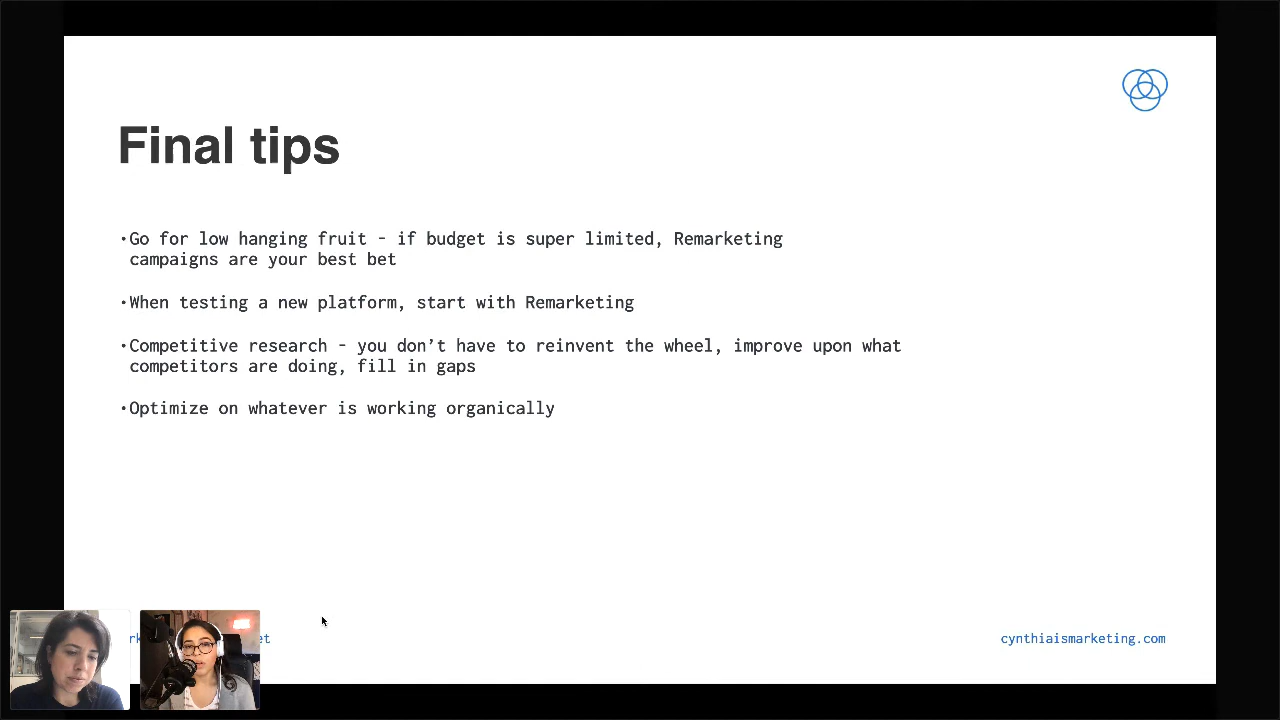 Final tips
•Go for low hanging fruit - if budget is super limited, Remarketing
campaigns are your best bet
•When testing a new platform, start with Remarketing
•Competitive research - you don’t have to reinvent the wheel, improve upon what
competitors are doing, fill in gaps
•Optimize on whatever is working organically
cynthiaismarketing.com